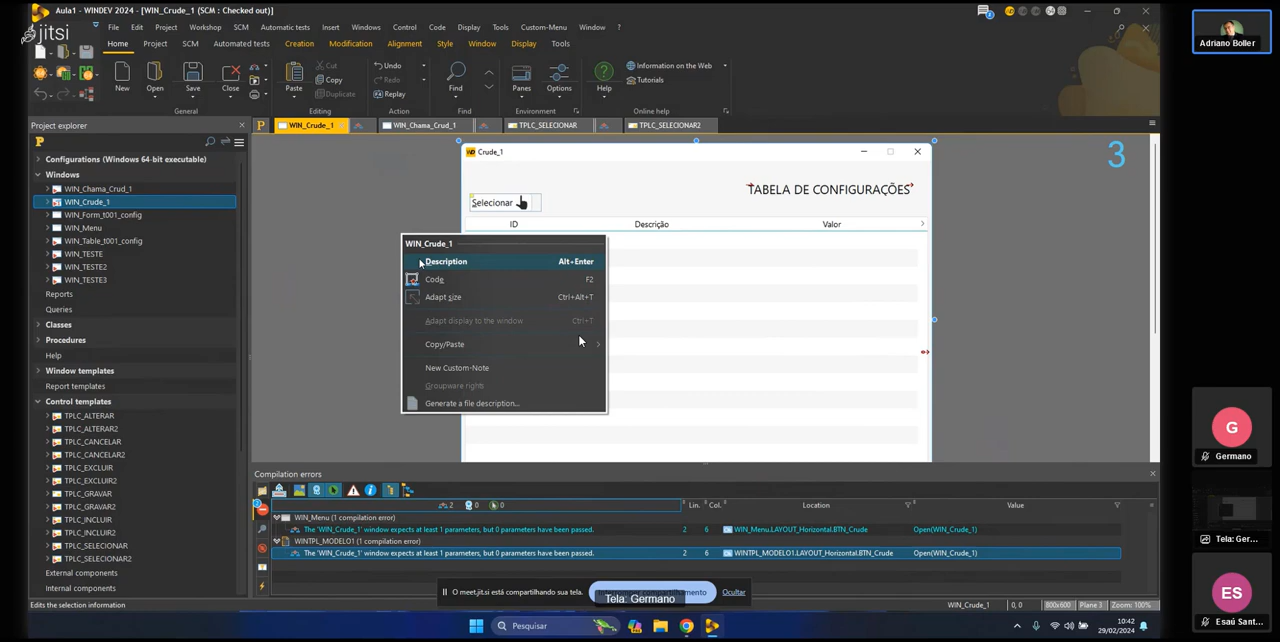 Aula1 - WINDEV 2024 - [WIN_Crude_1 (SCM : Checked out)]
jitsi
File Edit Project Workshop SCM Automatic tests Insert Windows Control Code Display Tools Custom-Menu Window ?
Home Project SCM Automated tests Creation Modification Alignment Style Window Display Tools
New Open Save Close Paste Cut Copy Duplicate Undo Redo Replay Find Panes Options Help Information on the Web Tutorials
General Editing Action Find Environment Online help
Project explorer
WIN_Crude_1 WIN_Chama_Crud_1 TPLC_SELECIONAR TPLC_SELECIONAR2
Configurations (Windows 64-bit executable)
Windows
WIN_Chama_Crud_1
WIN_Crude_1
WIN_Form_t001_config
WIN_Menu
WIN_Table_t001_config
WIN_TESTE
WIN_TESTE2
WIN_TESTE3
Reports
Queries
Classes
Procedures
Help
Window templates
Report templates
Control templates
TPLC_ALTERAR
TPLC_ALTERAR2
TPLC_CANCELAR
TPLC_CANCELAR2
TPLC_EXCLUIR
TPLC_EXCLUIR2
TPLC_GRAVAR
TPLC_GRAVAR2
TPLC_INCLUIR
TPLC_INCLUIR2
TPLC_SELECIONAR
TPLC_SELECIONAR2
External components
Internal components
Crude_1
3
TABELA DE CONFIGURAÇÕES
Selecionar
ID Descrição Valor
WIN_Crude_1
Description Alt+Enter
Code F2
Adapt size Ctrl+Alt+T
Adapt display to the window Ctrl+T
Copy/Paste
New Custom-Note
Groupware rights
Generate a file description...
Compilation errors
2 0 0 Lin. Col. Location Value
WIN_Menu (1 compilation error)
The 'WIN_Crude_1' window expects at least 1 parameters, but 0 parameters have been passed. 2 6 WIN_Menu.LAYOUT_Horizontal.BTN_Crude Open(WIN_Crude_1)
WINTPL_MODELO1 (1 compilation error)
The 'WIN_Crude_1' window expects at least 1 parameters, but 0 parameters have been passed. 2 6 WINTPL_MODELO1.LAYOUT_Horizontal.BTN_Crude Open(WIN_Crude_1)
O meet.jit.si está compartilhando sua tela. Ocultar
Tela: Germano
Edits the selection information WIN_Crude_1 0, 0 800x600 Plane 3 Zoom: 100%
Pesquisar
10:42
29/02/2024
Adriano Boller
G
Germano
Tela: Ger...
ES
Esaú Sant...